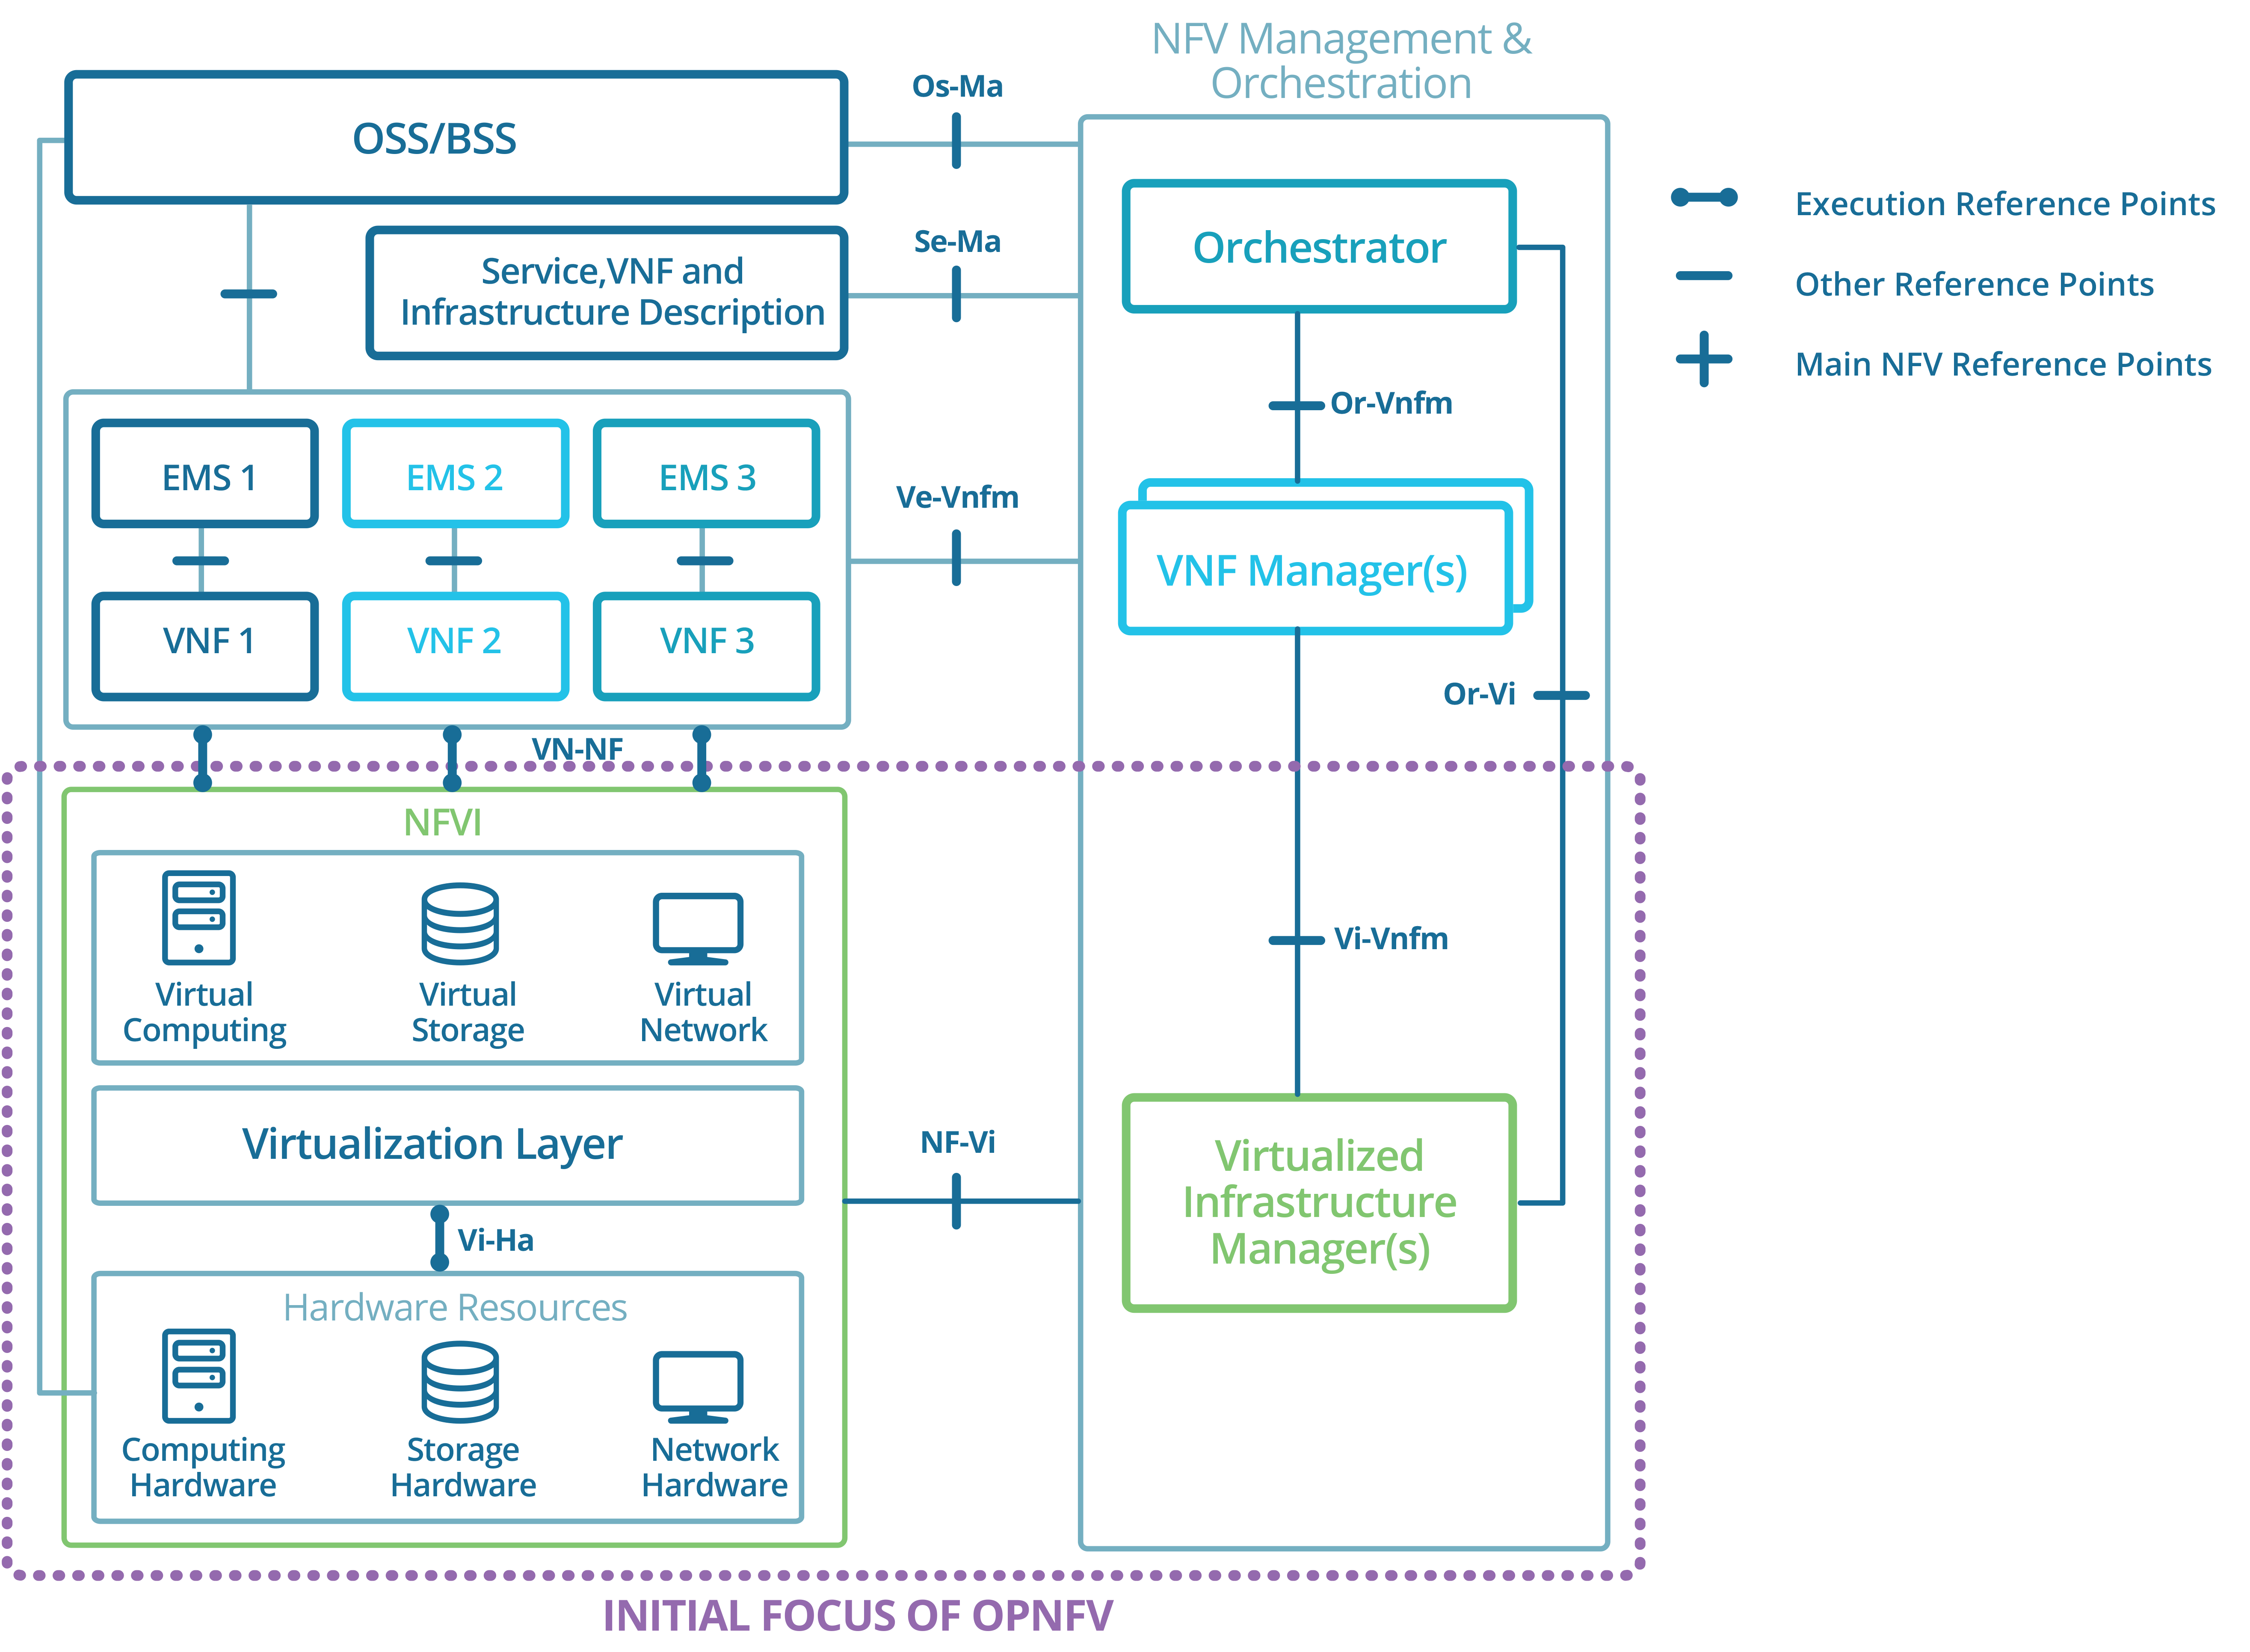 NFV Management &
Orchestration
Os-Ma
OSS/BSS
Execution Reference Points
Orchestrator
Se-Ma
Service,VNF and
Infrastructure Description
Other Reference Points
Main NFV Reference Points
Or-Vnfm
EMS 1
EMS 2
EMS 3
Ve-Vnfm
VNF Manager(s)
VNF 1
VNF 2
VNF 3
Or-Vi
VN-NF
NFVI
Vi-Vnfm
Virtual
Computing
Virtual
Storage
Virtual
Network
Virtualization Layer
NF-Vi
Virtualized
Infrastructure
Manager(s)
Vi-Ha
Hardware Resources
Computing
Hardware
Storage
Hardware
Network
Hardware
INITIAL FOCUS OF OPNFV